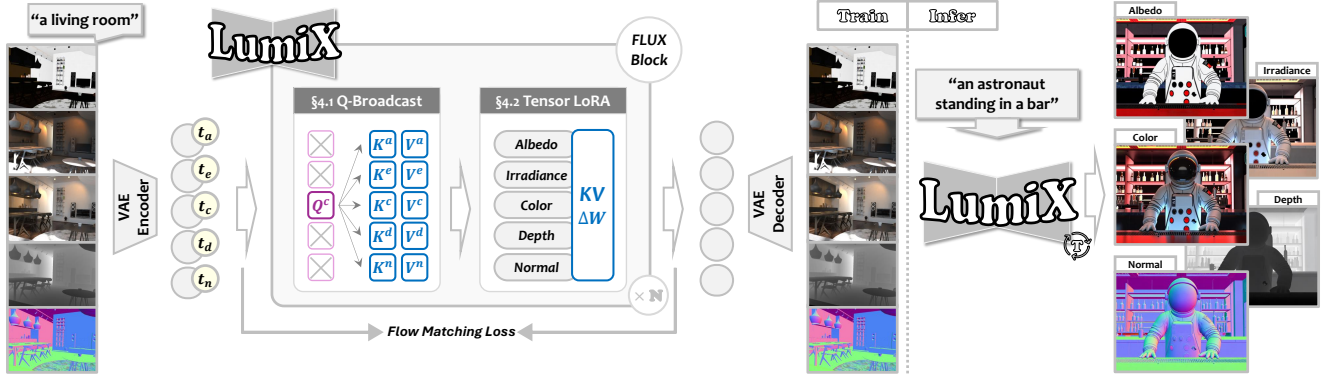 “a living room”
VAE
Encoder
t_a
t_e
t_c
t_d
t_n
LumiX
FLUX
Block
§4.1 Q-Broadcast
Q^c
K^a V^a
K^e V^e
K^c V^c
K^d V^d
K^n V^n
§4.2 Tensor LoRA
Albedo
Irradiance
Color
Depth
Normal
KV
ΔW
× N
Flow Matching Loss
VAE
Decoder
Train
Infer
“an astronaut
standing in a bar”
LumiX
T
Albedo
Irradiance
Color
Depth
Normal